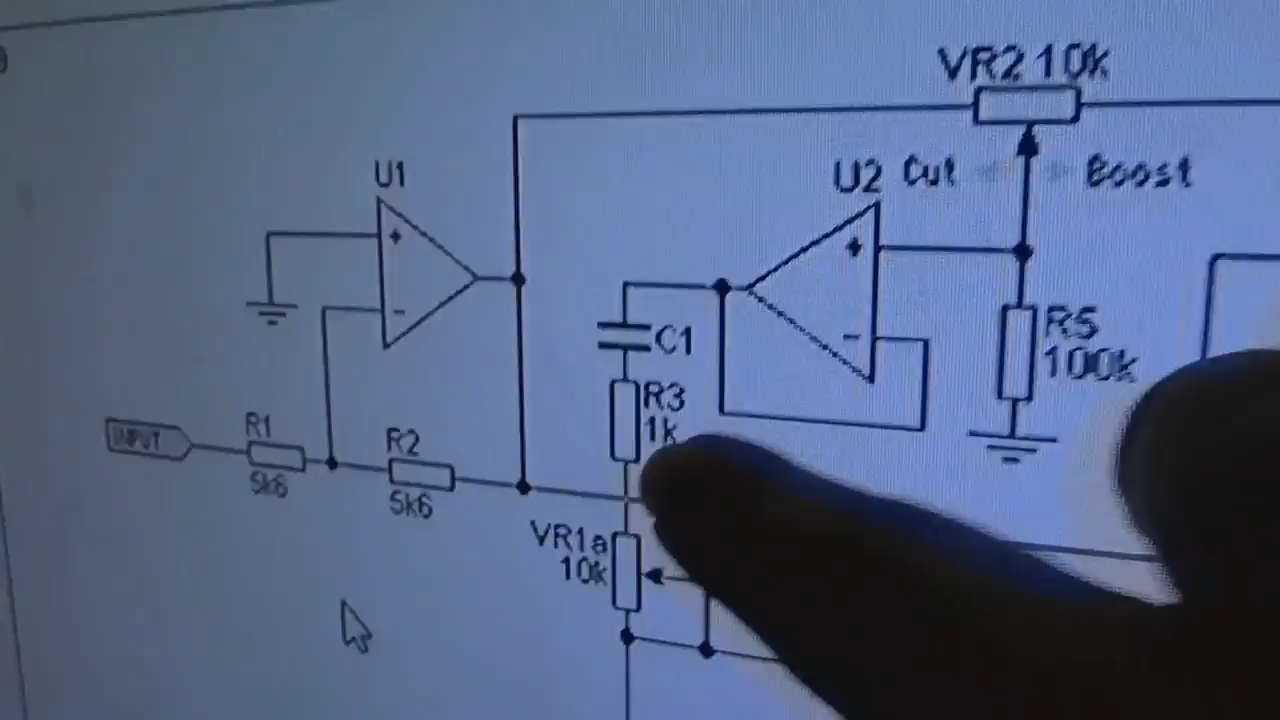 VR2 10k
U1
U2 Cut Boost
+
+
-
-
C1
R5
100k
R3
1k
INPUT
R1
5k6
R2
5k6
VR1a
10k